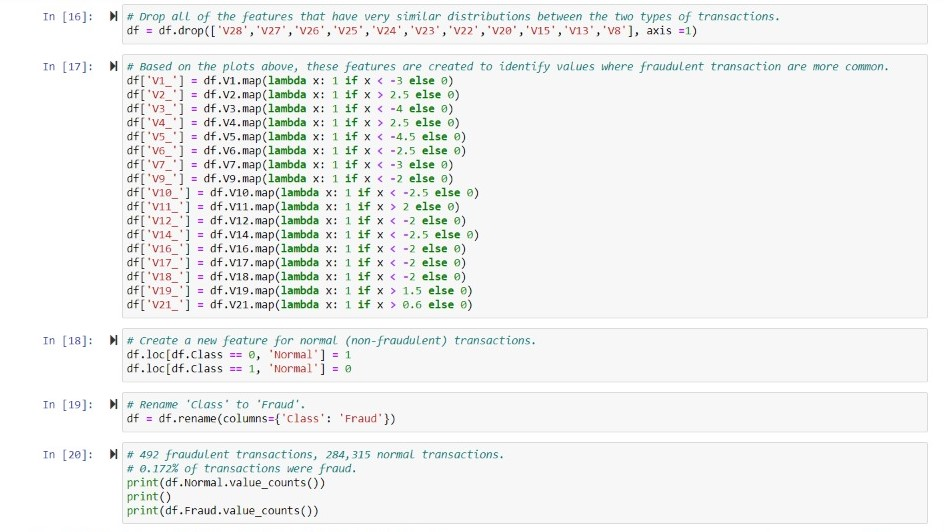 In [16]: # Drop all of the features that have very similar distributions between the two types of transactions.
df = df.drop(['V28','V27','V26','V25','V24','V23','V22','V20','V15','V13','V8'], axis =1)
In [17]: # Based on the plots above, these features are created to identify values where fraudulent transaction are more common.
df['V1_'] = df.V1.map(lambda x: 1 if x < -3 else 0)
df['V2_'] = df.V2.map(lambda x: 1 if x > 2.5 else 0)
df['V3_'] = df.V3.map(lambda x: 1 if x < -4 else 0)
df['V4_'] = df.V4.map(lambda x: 1 if x > 2.5 else 0)
df['V5_'] = df.V5.map(lambda x: 1 if x < -4.5 else 0)
df['V6_'] = df.V6.map(lambda x: 1 if x < -2.5 else 0)
df['V7_'] = df.V7.map(lambda x: 1 if x < -3 else 0)
df['V9_'] = df.V9.map(lambda x: 1 if x < -2 else 0)
df['V10_'] = df.V10.map(lambda x: 1 if x < -2.5 else 0)
df['V11_'] = df.V11.map(lambda x: 1 if x > 2 else 0)
df['V12_'] = df.V12.map(lambda x: 1 if x < -2 else 0)
df['V14_'] = df.V14.map(lambda x: 1 if x < -2.5 else 0)
df['V16_'] = df.V16.map(lambda x: 1 if x < -2 else 0)
df['V17_'] = df.V17.map(lambda x: 1 if x < -2 else 0)
df['V18_'] = df.V18.map(lambda x: 1 if x < -2 else 0)
df['V19_'] = df.V19.map(lambda x: 1 if x > 1.5 else 0)
df['V21_'] = df.V21.map(lambda x: 1 if x > 0.6 else 0)
In [18]: # Create a new feature for normal (non-fraudulent) transactions.
df.loc[df.Class == 0, 'Normal'] = 1
df.loc[df.Class == 1, 'Normal'] = 0
In [19]: # Rename 'Class' to 'Fraud'.
df = df.rename(columns={'Class': 'Fraud'})
In [20]: # 492 fraudulent transactions, 284,315 normal transactions.
# 0.172% of transactions were fraud.
print(df.Normal.value_counts())
print()
print(df.Fraud.value_counts())